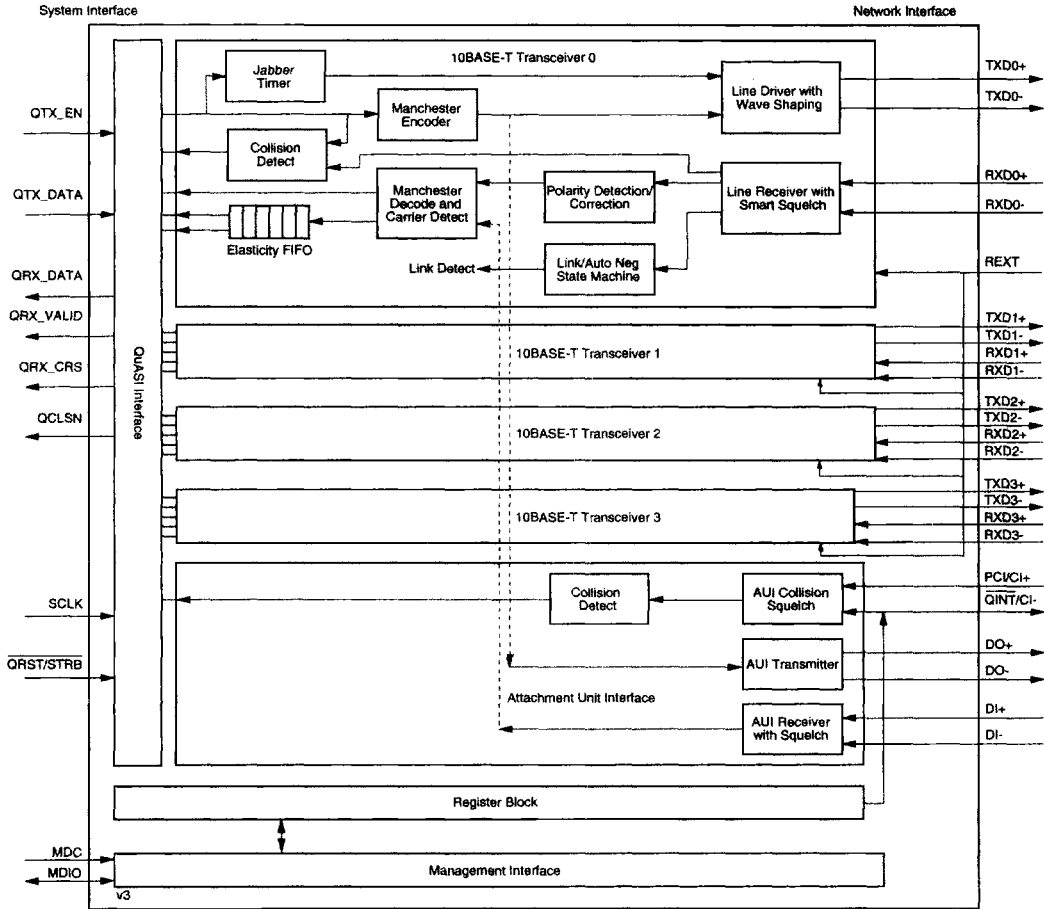 System Interface
Network Interface
10BASE-T Transceiver 0
Jabber
Timer
Line Driver with
Wave Shaping
TXD0+
TXD0-
QTX_EN
Manchester
Encoder
Collision
Detect
QTX_DATA
Manchester
Decode and
Carrier Detect
Polarity Detection/
Correction
Line Receiver with
Smart Squelch
RXD0+
RXD0-
Elasticity FIFO
Link Detect
Link/Auto Neg
State Machine
REXT
QRX_DATA
QRX_VALID
QRX_CRS
QCLSN
QuASI Interface
10BASE-T Transceiver 1
TXD1+
TXD1-
RXD1+
RXD1-
10BASE-T Transceiver 2
TXD2+
TXD2-
RXD2+
RXD2-
10BASE-T Transceiver 3
TXD3+
TXD3-
RXD3+
RXD3-
SCLK
QRST/STRB
Collision
Detect
AUI Collision
Squelch
PCI/CI+
QINT/CI-
AUI Transmitter
DO+
DO-
Attachment Unit Interface
AUI Receiver
with Squelch
DI+
DI-
Register Block
MDC
MDIO
Management Interface
v3